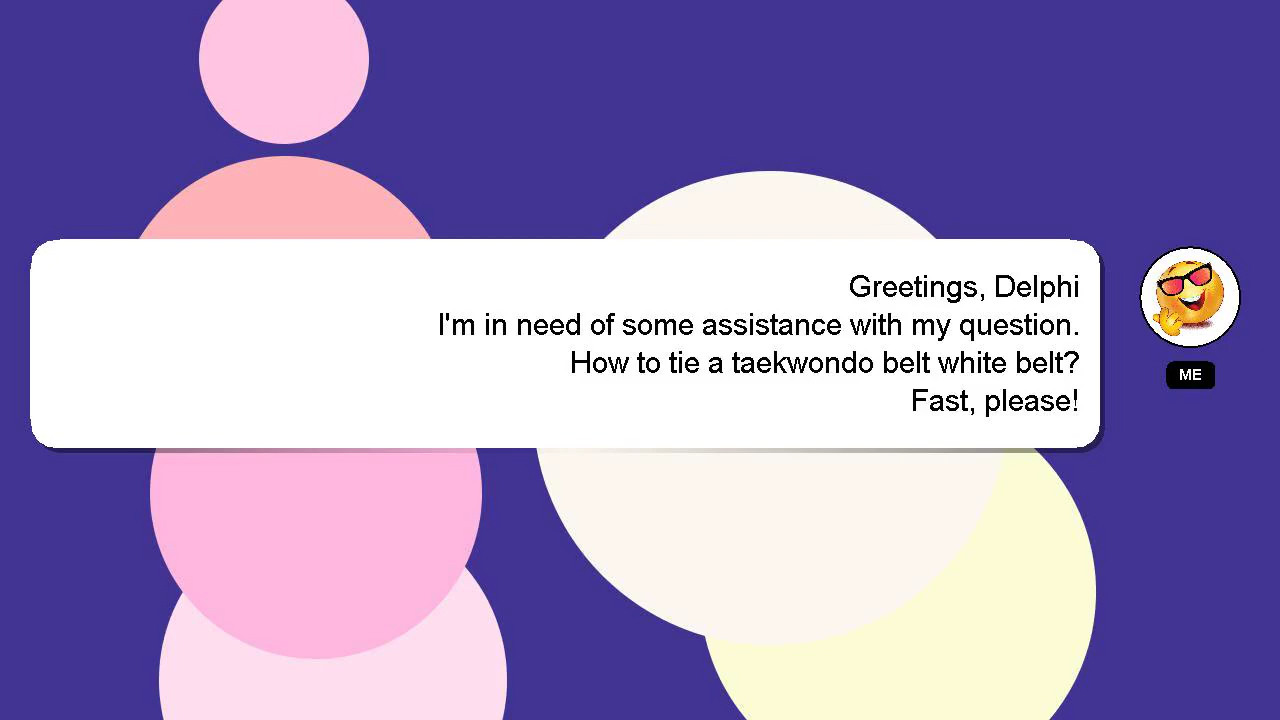 Greetings, Delphi
I'm in need of some assistance with my question.
How to tie a taekwondo belt white belt?
Fast, please!
ME